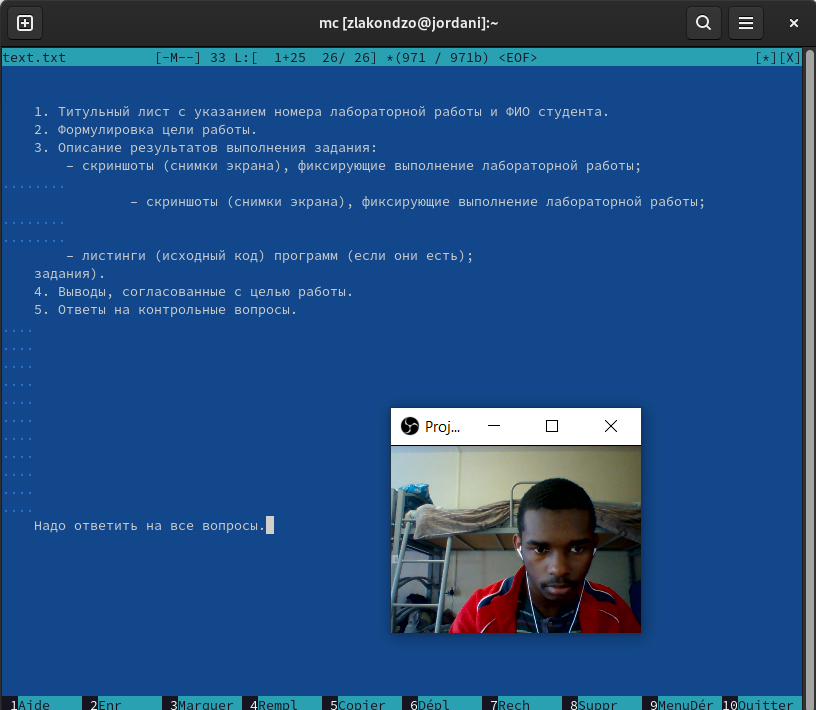 mc [zlakondzo@jordani]:~
text.txt [-M--] 33 L:[ 1+25 26/ 26] *(971 / 971b) <EOF> [*][X]
1. Титульный лист с указанием номера лабораторной работы и ФИО студента.
2. Формулировка цели работы.
3. Описание результатов выполнения задания:
– скриншоты (снимки экрана), фиксирующие выполнение лабораторной работы;
– скриншоты (снимки экрана), фиксирующие выполнение лабораторной работы;
– листинги (исходный код) программ (если они есть);
задания).
4. Выводы, согласованные с целью работы.
5. Ответы на контрольные вопросы.
Proj...
Надо ответить на все вопросы.
1Aide 2Enr 3Marquer 4Rempl 5Copier 6Dépl 7Rech 8Suppr 9MenuDér 10Quitter